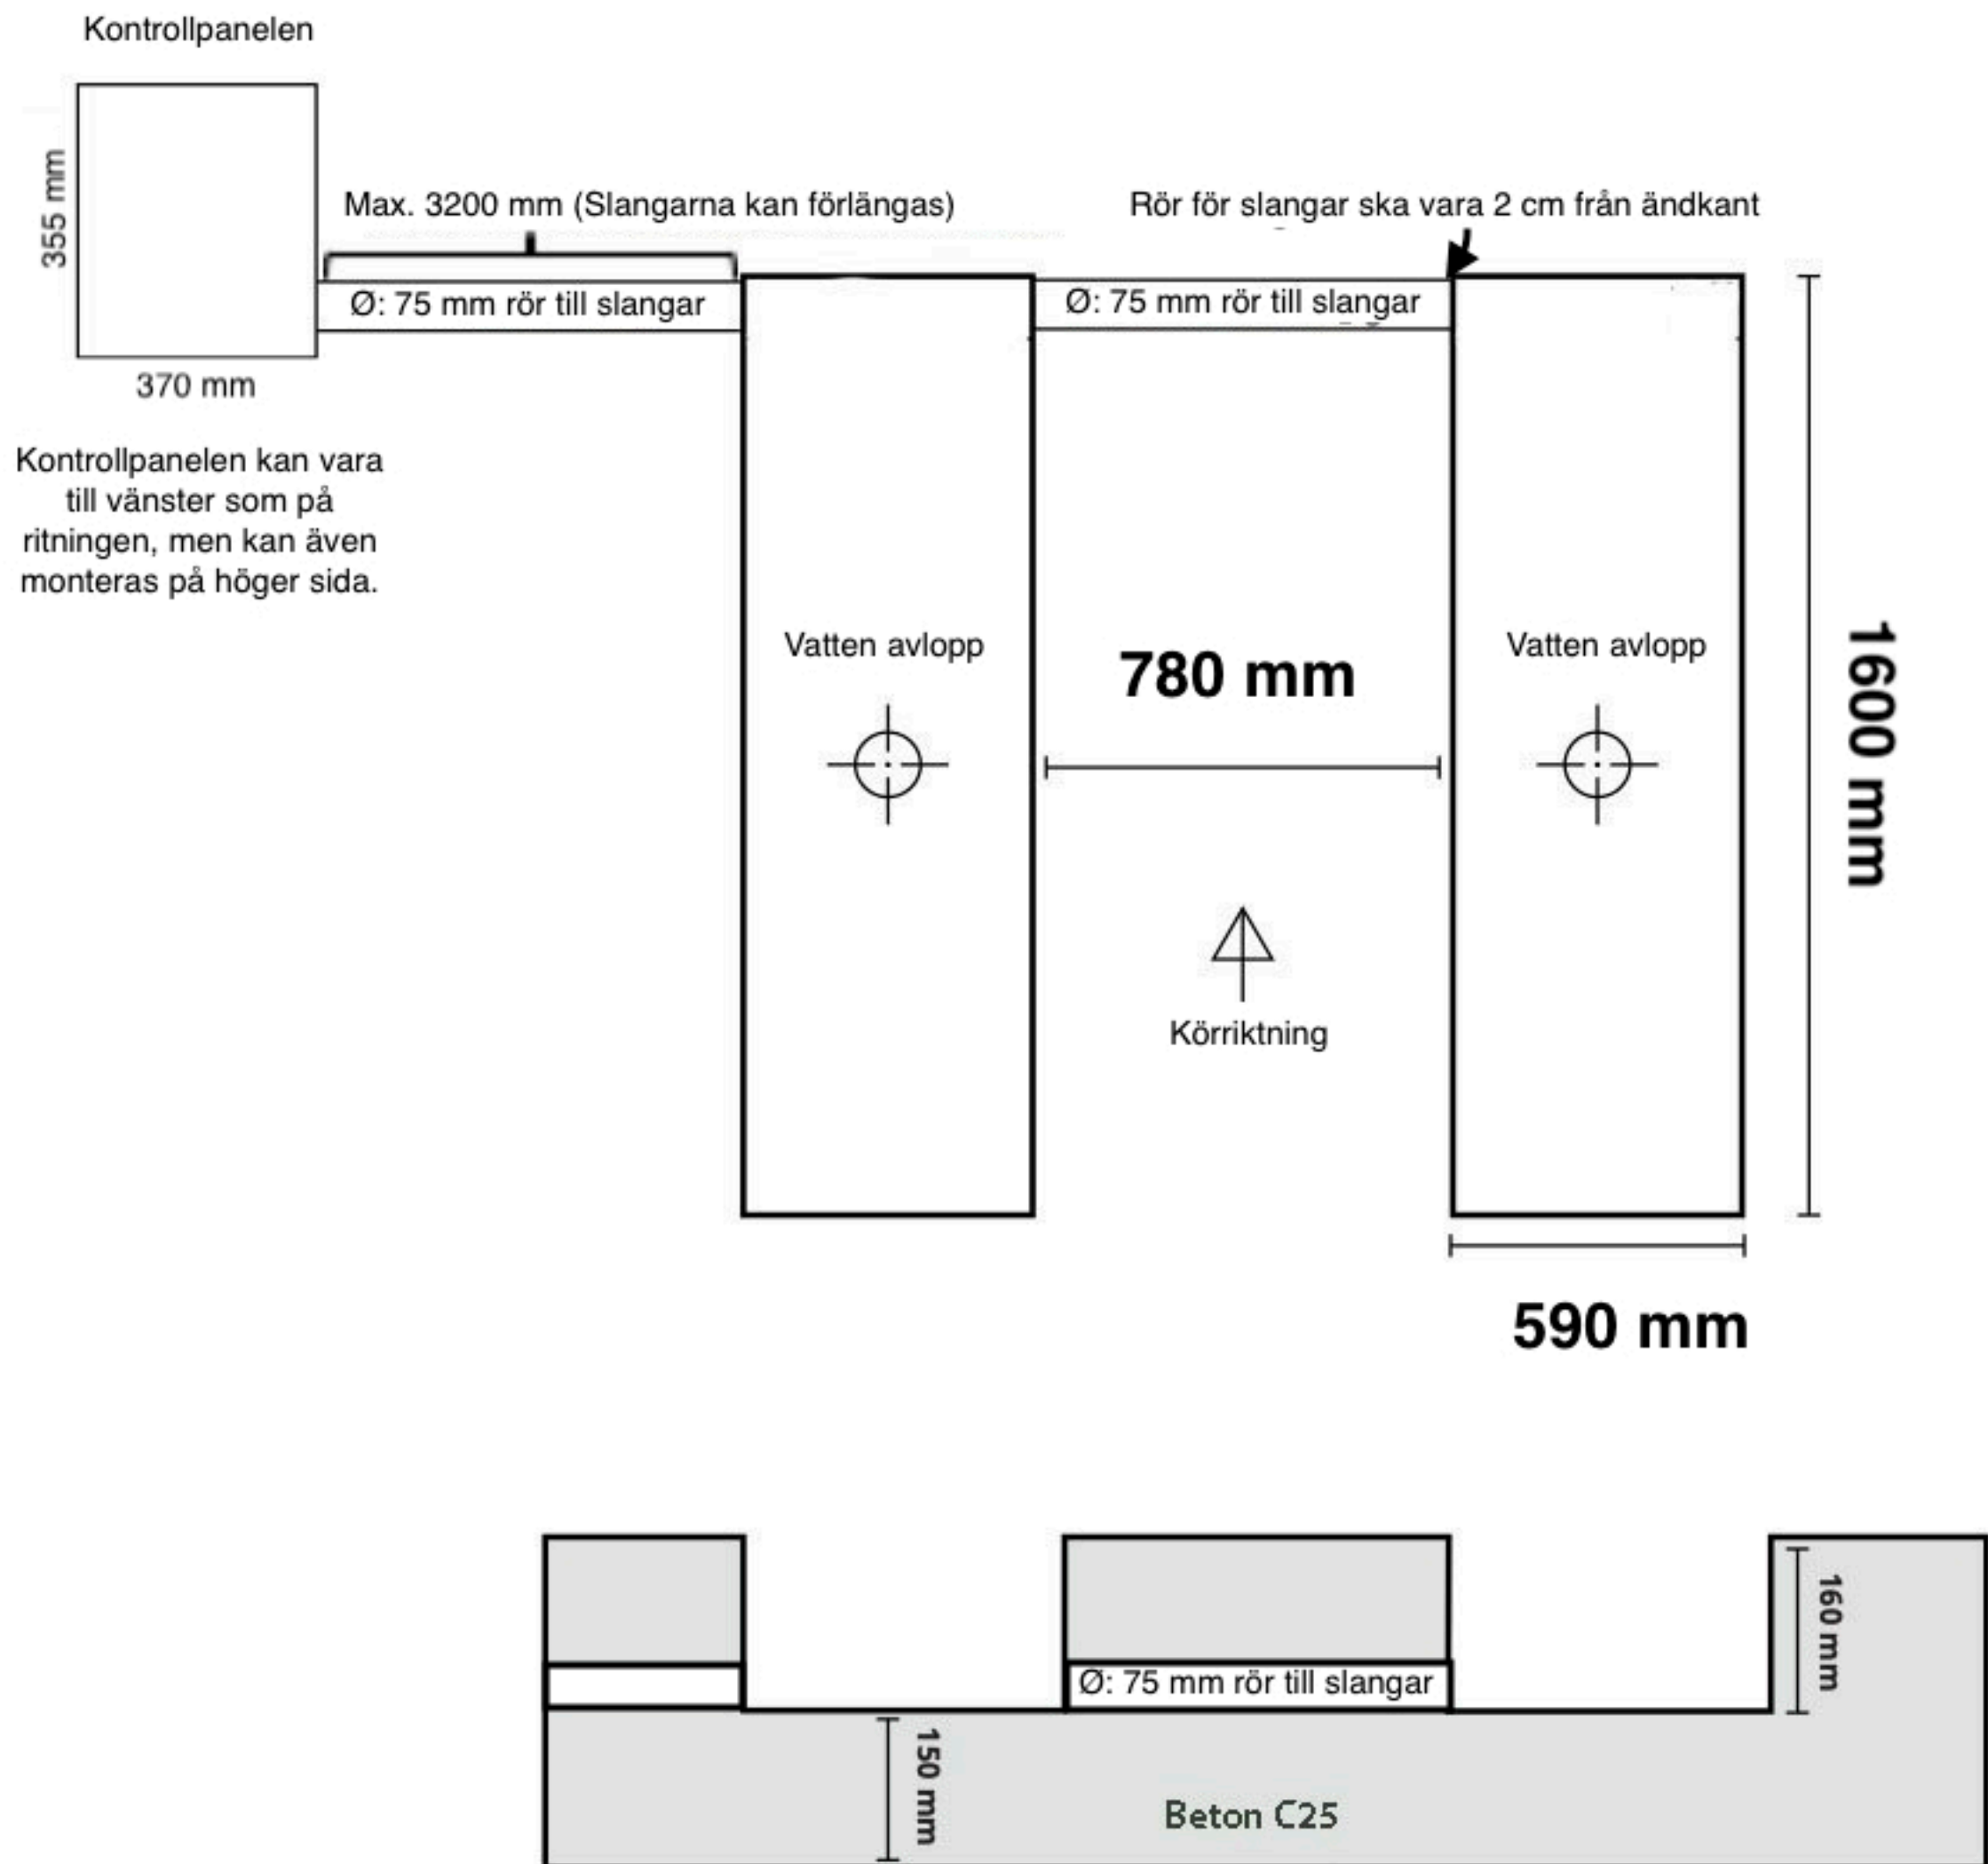 Kontrollpanelen
355 mm
370 mm
Max. 3200 mm (Slangarna kan förlängas)
Rör för slangar ska vara 2 cm från ändkant
Ø: 75 mm rör till slangar
Ø: 75 mm rör till slangar
Kontrollpanelen kan vara
till vänster som på
ritningen, men kan även
monteras på höger sida.
Vatten avlopp
780 mm
Vatten avlopp
1600 mm
Körriktning
590 mm
160 mm
Ø: 75 mm rör till slangar
150 mm
Beton C25